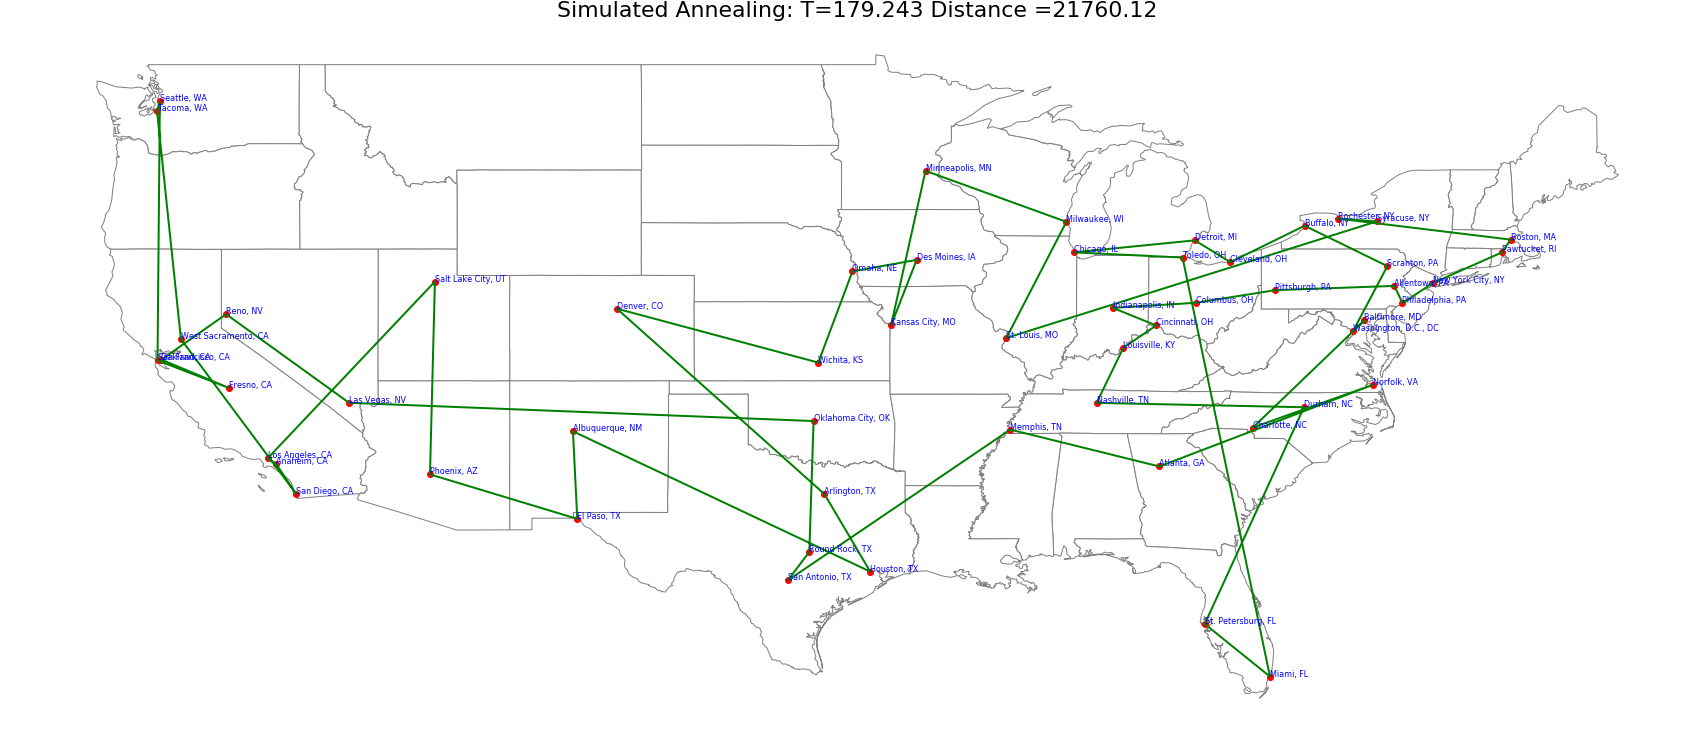 Simulated Annealing: T=179.243 Distance =21760.12
Seattle, WA
Tacoma, WA
Minneapolis, MN
Milwaukee, WI
Rochester, NY
Syracuse, NY
Buffalo, NY
Detroit, MI
Boston, MA
Chicago, IL
Pawtucket, RI
Toledo, OH
Cleveland, OH
Des Moines, IA
Omaha, NE
Scranton, PA
Salt Lake City, UT
New York City, NY
Allentown, PA
Pittsburgh, PA
Philadelphia, PA
Columbus, OH
Indianapolis, IN
Denver, CO
Reno, NV
Baltimore, MD
Cincinnati, OH
Kansas City, MO
Washington, D.C., DC
West Sacramento, CA
St. Louis, MO
Louisville, KY
San Francisco, CA
Oakland, CA
Wichita, KS
Fresno, CA
Norfolk, VA
Las Vegas, NV
Nashville, TN
Durham, NC
Oklahoma City, OK
Charlotte, NC
Albuquerque, NM
Memphis, TN
Los Angeles, CA
Anaheim, CA
Atlanta, GA
Phoenix, AZ
San Diego, CA
Arlington, TX
El Paso, TX
Round Rock, TX
Houston, TX
San Antonio, TX
St. Petersburg, FL
Miami, FL